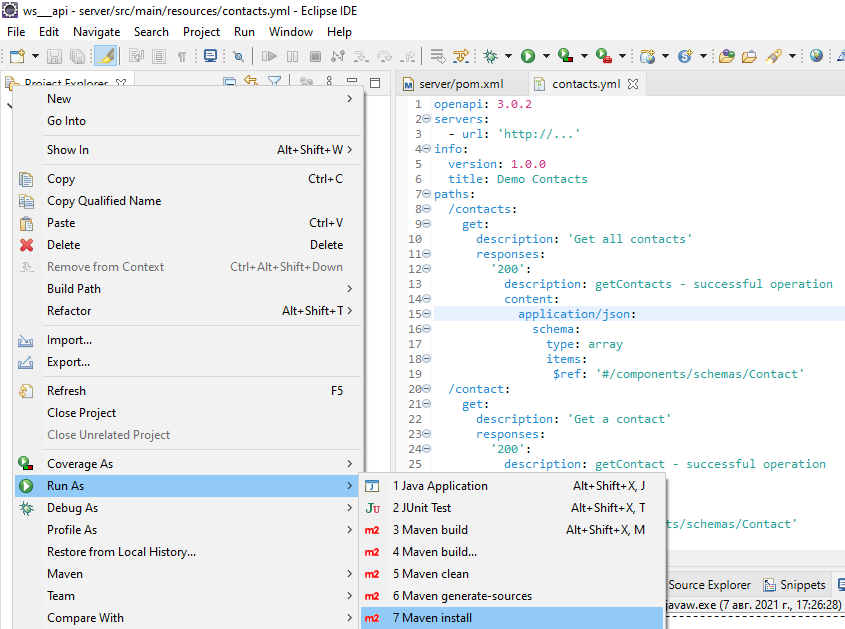 ws___api - server/src/main/resources/contacts.yml - Eclipse IDE
File Edit Navigate Search Project Run Window Help
Project Explorer
New
Go Into
Show In Alt+Shift+W
Copy Ctrl+C
Copy Qualified Name
Paste Ctrl+V
Delete Delete
Remove from Context Ctrl+Alt+Shift+Down
Build Path
Refactor Alt+Shift+T
Import...
Export...
Refresh F5
Close Project
Close Unrelated Project
Coverage As
Run As
Debug As
Profile As
Restore from Local History...
Maven
Team
Compare With
1 Java Application Alt+Shift+X, J
Ju 2 JUnit Test Alt+Shift+X, T
m2 3 Maven build Alt+Shift+X, M
m2 4 Maven build...
m2 5 Maven clean
m2 6 Maven generate-sources
m2 7 Maven install
server/pom.xml contacts.yml
1 openapi: 3.0.2
2 servers:
3 - url: 'http://...'
4 info:
5 version: 1.0.0
6 title: Demo Contacts
7 paths:
8 /contacts:
9 get:
10 description: 'Get all contacts'
11 responses:
12 '200':
13 description: getContacts - successful operation
14 content:
15 application/json:
16 schema:
17 type: array
18 items:
19 $ref: '#/components/schemas/Contact'
20 /contact:
21 get:
22 description: 'Get a contact'
23 responses:
24 '200':
25 description: getContact - successful operation
ts/schemas/Contact'
Source Explorer Snippets
javaw.exe (7 авг. 2021 г., 17:26:28)